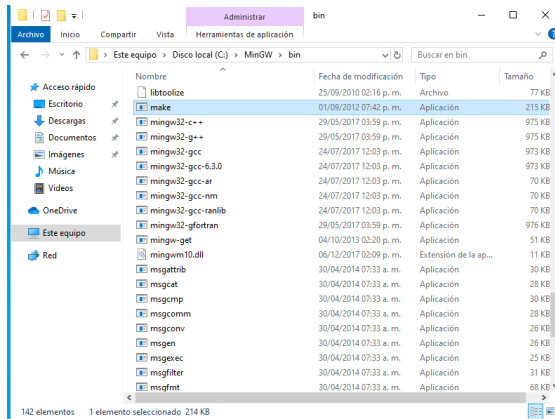 Administrar
bin
Archivo Inicio Compartir Vista Herramientas de aplicación
Este equipo > Disco local (C:) > MinGW > bin
Buscar en bin
Acceso rápido
Escritorio
Descargas
Documentos
Imágenes
Música
Videos
OneDrive
Este equipo
Red
Nombre Fecha de modificación Tipo Tamaño
libtoolize 25/09/2010 02:16 p. m. Archivo 77 KB
make 01/09/2012 07:42 p. m. Aplicación 215 KB
mingw32-c++ 29/05/2017 03:59 p. m. Aplicación 975 KB
mingw32-g++ 29/05/2017 03:59 p. m. Aplicación 975 KB
mingw32-gcc 24/07/2017 12:03 p. m. Aplicación 973 KB
mingw32-gcc-6.3.0 24/07/2017 12:03 p. m. Aplicación 973 KB
mingw32-gcc-ar 24/07/2017 12:03 p. m. Aplicación 70 KB
mingw32-gcc-nm 24/07/2017 12:03 p. m. Aplicación 70 KB
mingw32-gcc-ranlib 24/07/2017 12:03 p. m. Aplicación 70 KB
mingw32-gfortran 29/05/2017 03:59 p. m. Aplicación 976 KB
mingw-get 04/10/2013 02:20 p. m. Aplicación 51 KB
mingwm10.dll 06/12/2017 02:09 p. m. Extensión de la ap... 11 KB
msgattrib 30/04/2014 07:33 a. m. Aplicación 30 KB
msgcat 30/04/2014 07:33 a. m. Aplicación 28 KB
msgcmp 30/04/2014 07:33 a. m. Aplicación 30 KB
msgcomm 30/04/2014 07:33 a. m. Aplicación 28 KB
msgconv 30/04/2014 07:33 a. m. Aplicación 26 KB
msgen 30/04/2014 07:33 a. m. Aplicación 26 KB
msgexec 30/04/2014 07:33 a. m. Aplicación 25 KB
msgfilter 30/04/2014 07:33 a. m. Aplicación 31 KB
msgfmt 30/04/2014 07:33 a. m. Aplicación 68 KB
142 elementos 1 elemento seleccionado 214 KB